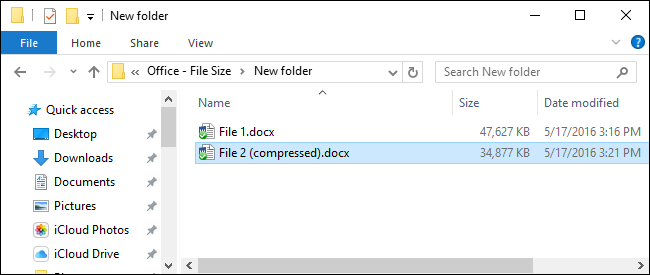 New folder
File Home Share View
Office - File Size New folder Search New folder
Quick access
Desktop
Downloads
Documents
Pictures
iCloud Photos
iCloud Drive
Name Size Date modified
File 1.docx 47,627 KB 5/17/2016 3:16 PM
File 2 (compressed).docx 34,877 KB 5/17/2016 3:21 PM